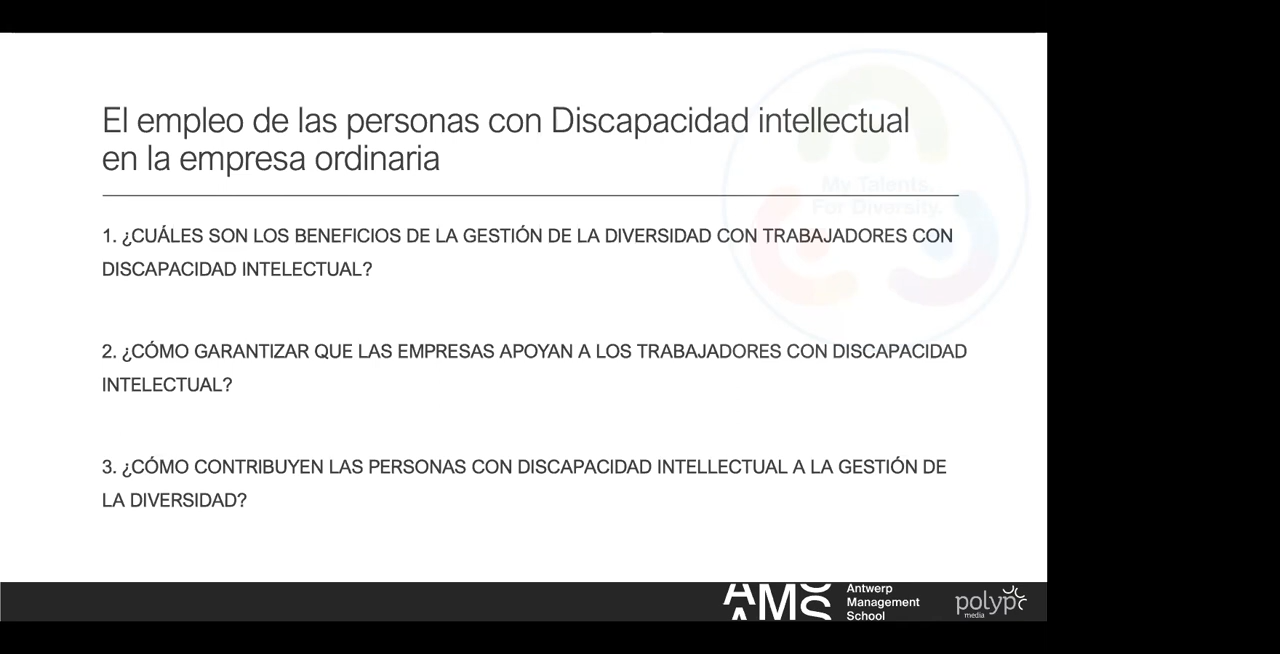 El empleo de las personas con Discapacidad intellectual
en la empresa ordinaria
My Talents.
For Diversity.
1. ¿CUÁLES SON LOS BENEFICIOS DE LA GESTIÓN DE LA DIVERSIDAD CON TRABAJADORES CON
DISCAPACIDAD INTELECTUAL?
2. ¿CÓMO GARANTIZAR QUE LAS EMPRESAS APOYAN A LOS TRABAJADORES CON DISCAPACIDAD
INTELECTUAL?
3. ¿CÓMO CONTRIBUYEN LAS PERSONAS CON DISCAPACIDAD INTELLECTUAL A LA GESTIÓN DE
LA DIVERSIDAD?
AMS
Antwerp
Management
School
polyp
media